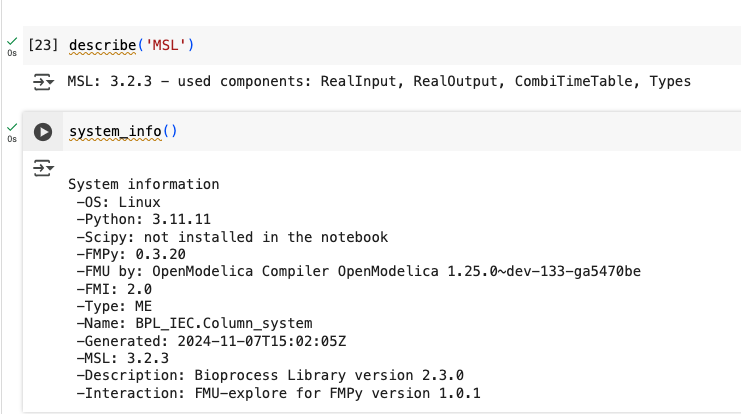 [23] describe('MSL')
0s
MSL: 3.2.3 - used components: RealInput, RealOutput, CombiTimeTable, Types
system_info()
0s
System information
-OS: Linux
-Python: 3.11.11
-Scipy: not installed in the notebook
-FMPy: 0.3.20
-FMU by: OpenModelica Compiler OpenModelica 1.25.0~dev-133-ga5470be
-FMI: 2.0
-Type: ME
-Name: BPL_IEC.Column_system
-Generated: 2024-11-07T15:02:05Z
-MSL: 3.2.3
-Description: Bioprocess Library version 2.3.0
-Interaction: FMU-explore for FMPy version 1.0.1